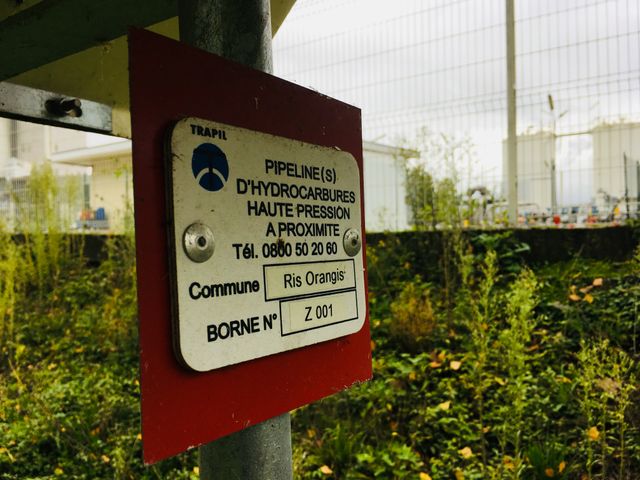 TRAPIL
PIPELINE(S)
D'HYDROCARBURES
HAUTE PRESSION
A PROXIMITE
Tél. 0800 50 20 60
Commune Ris Orangis
BORNE N° Z 001